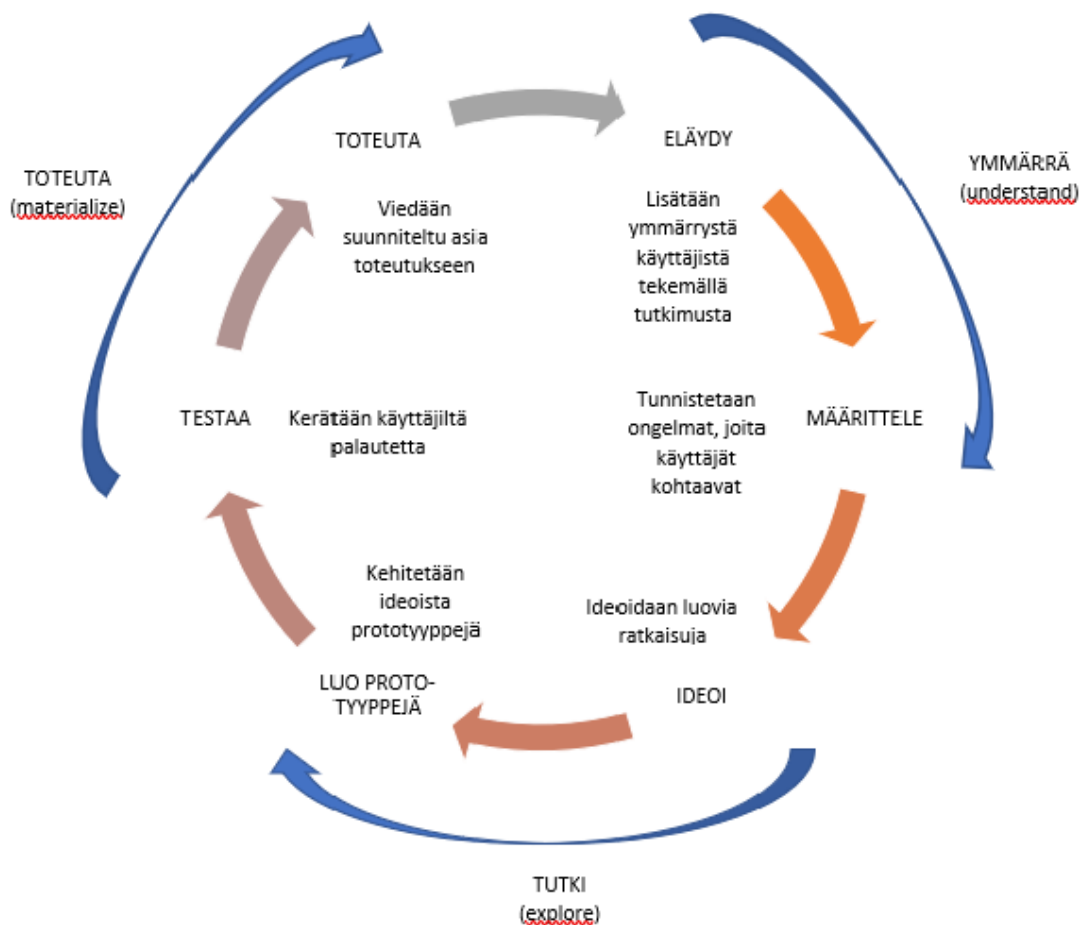 TOTEUTA
ELÄYDY
TOTEUTA
(materialize)
YMMÄRRÄ
(understand)
Viedään
suunniteltu asia
toteutukseen
Lisätään
ymmärrystä
käyttäjistä
tekemällä
tutkimusta
TESTAA
Kerätään käyttäjiltä
palautetta
Tunnistetaan
ongelmat, joita
käyttäjät
kohtaavat
MÄÄRITTELE
Kehitetään
ideoista
prototyyppejä
Ideoidaan luovia
ratkaisuja
LUO PROTO-
TYYPPEJÄ
IDEOI
TUTKI
(explore)